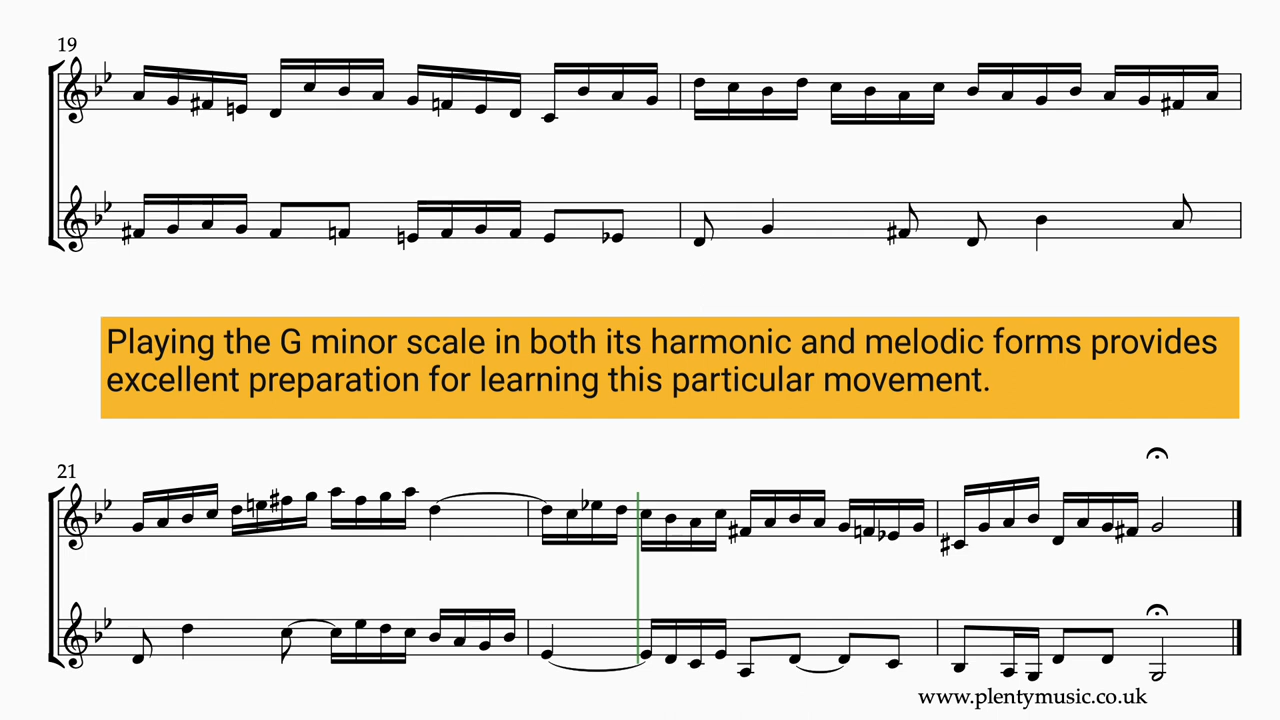 19
Playing the G minor scale in both its harmonic and melodic forms provides
excellent preparation for learning this particular movement.
21
www.plentymusic.co.uk